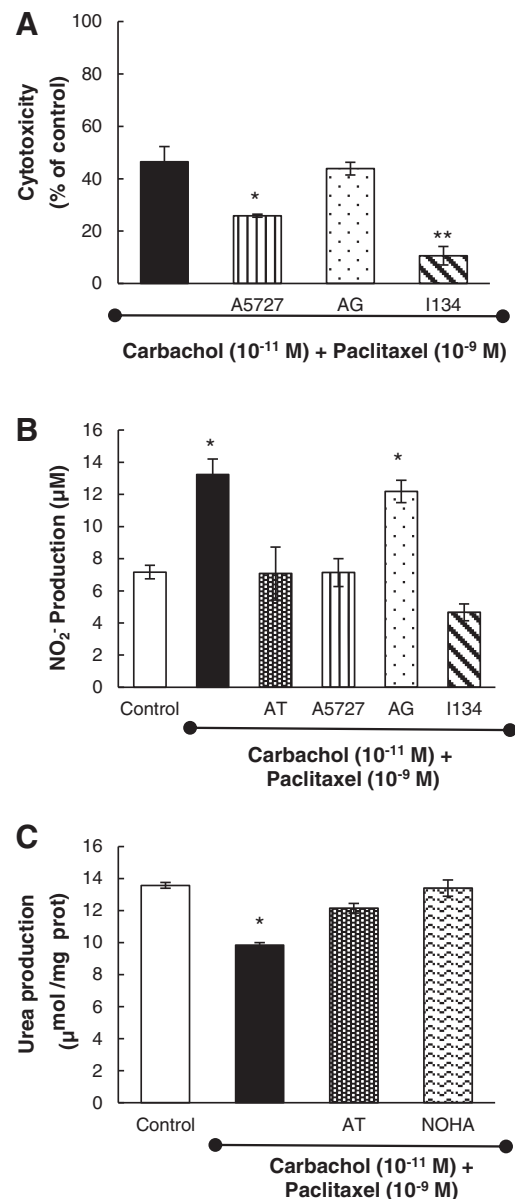 A
Cytotoxicity
(% of control)
100
80
60
40
20
0
*
**
A5727 AG I134
Carbachol (10⁻¹¹ M) + Paclitaxel (10⁻⁹ M)
B
NO₂⁻ Production (µM)
16
14
12
10
8
6
4
2
0
*
*
Control AT A5727 AG I134
Carbachol (10⁻¹¹ M) +
Paclitaxel (10⁻⁹ M)
C
Urea production
(µmol /mg prot)
16
14
12
10
8
6
4
2
0
*
Control AT NOHA
Carbachol (10⁻¹¹ M) +
Paclitaxel (10⁻⁹ M)